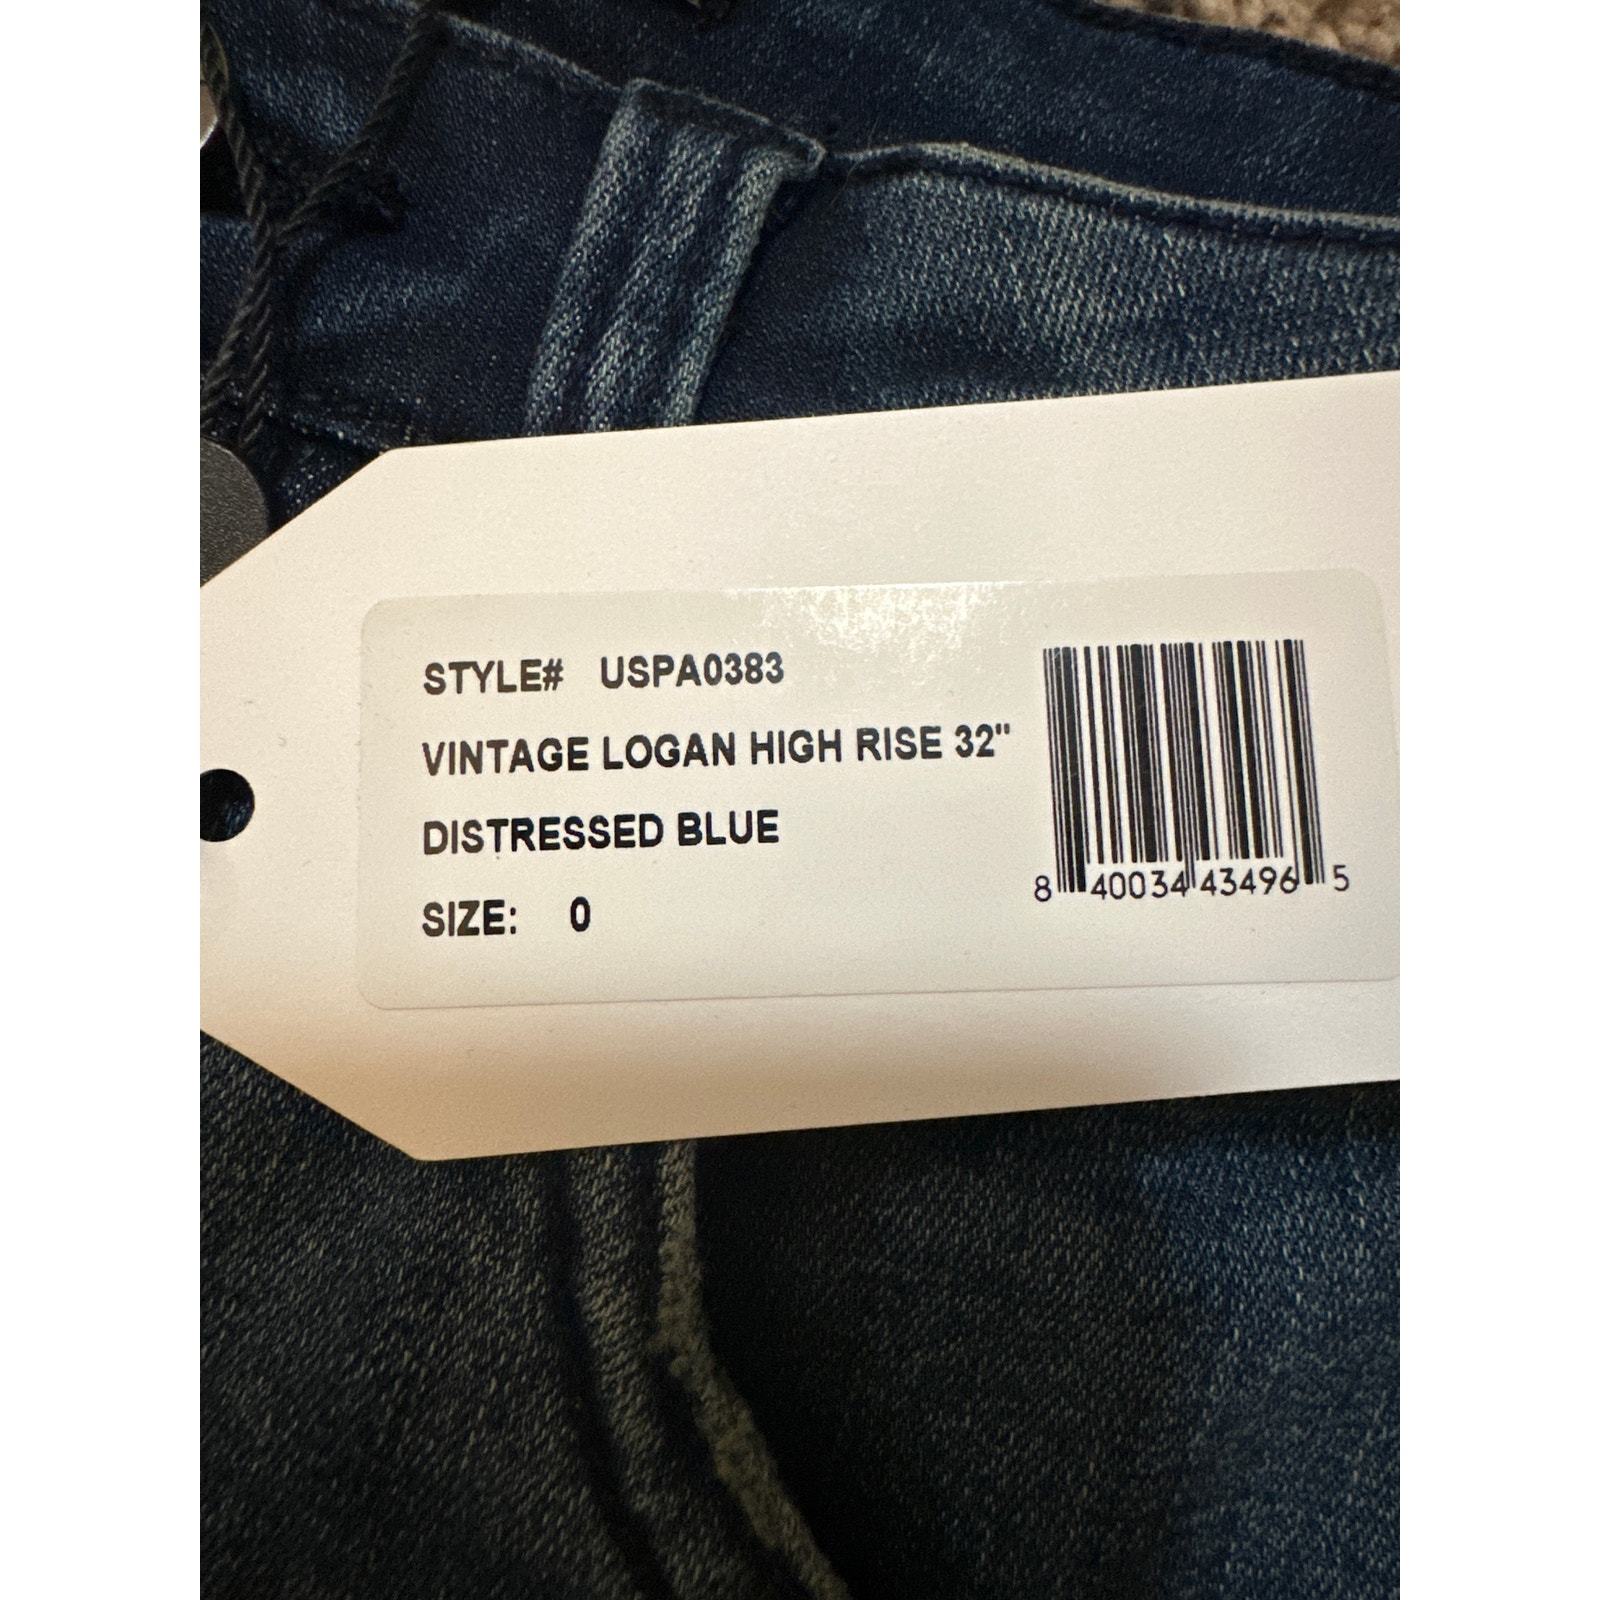 STYLE# USPA0383
VINTAGE LOGAN HIGH RISE 32"
DISTRESSED BLUE
SIZE: 0
8 40034 43496 5